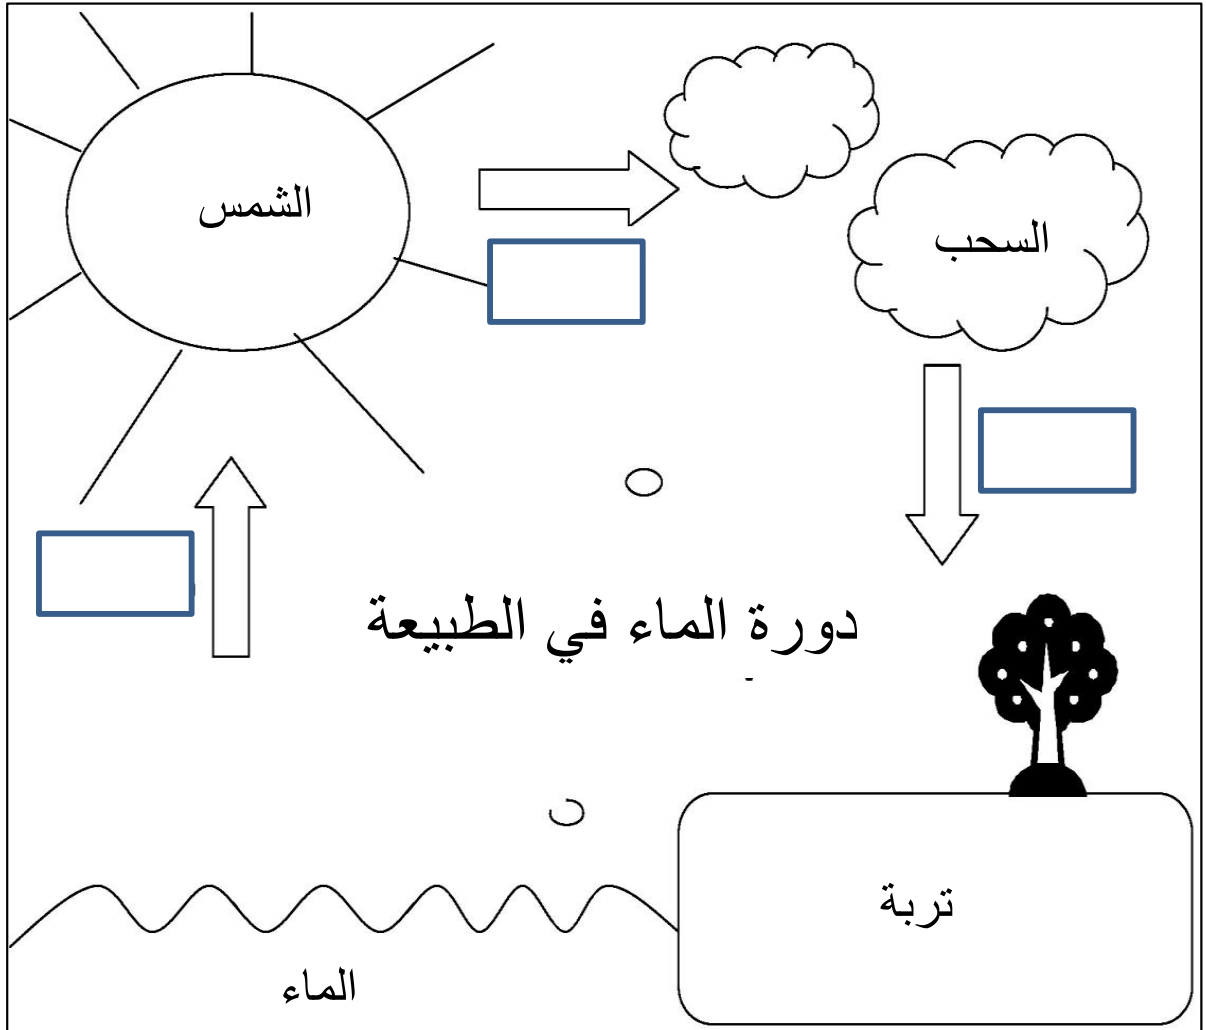 الشمس
السحب
دورة الماء في الطبيعة
تربة
الماء